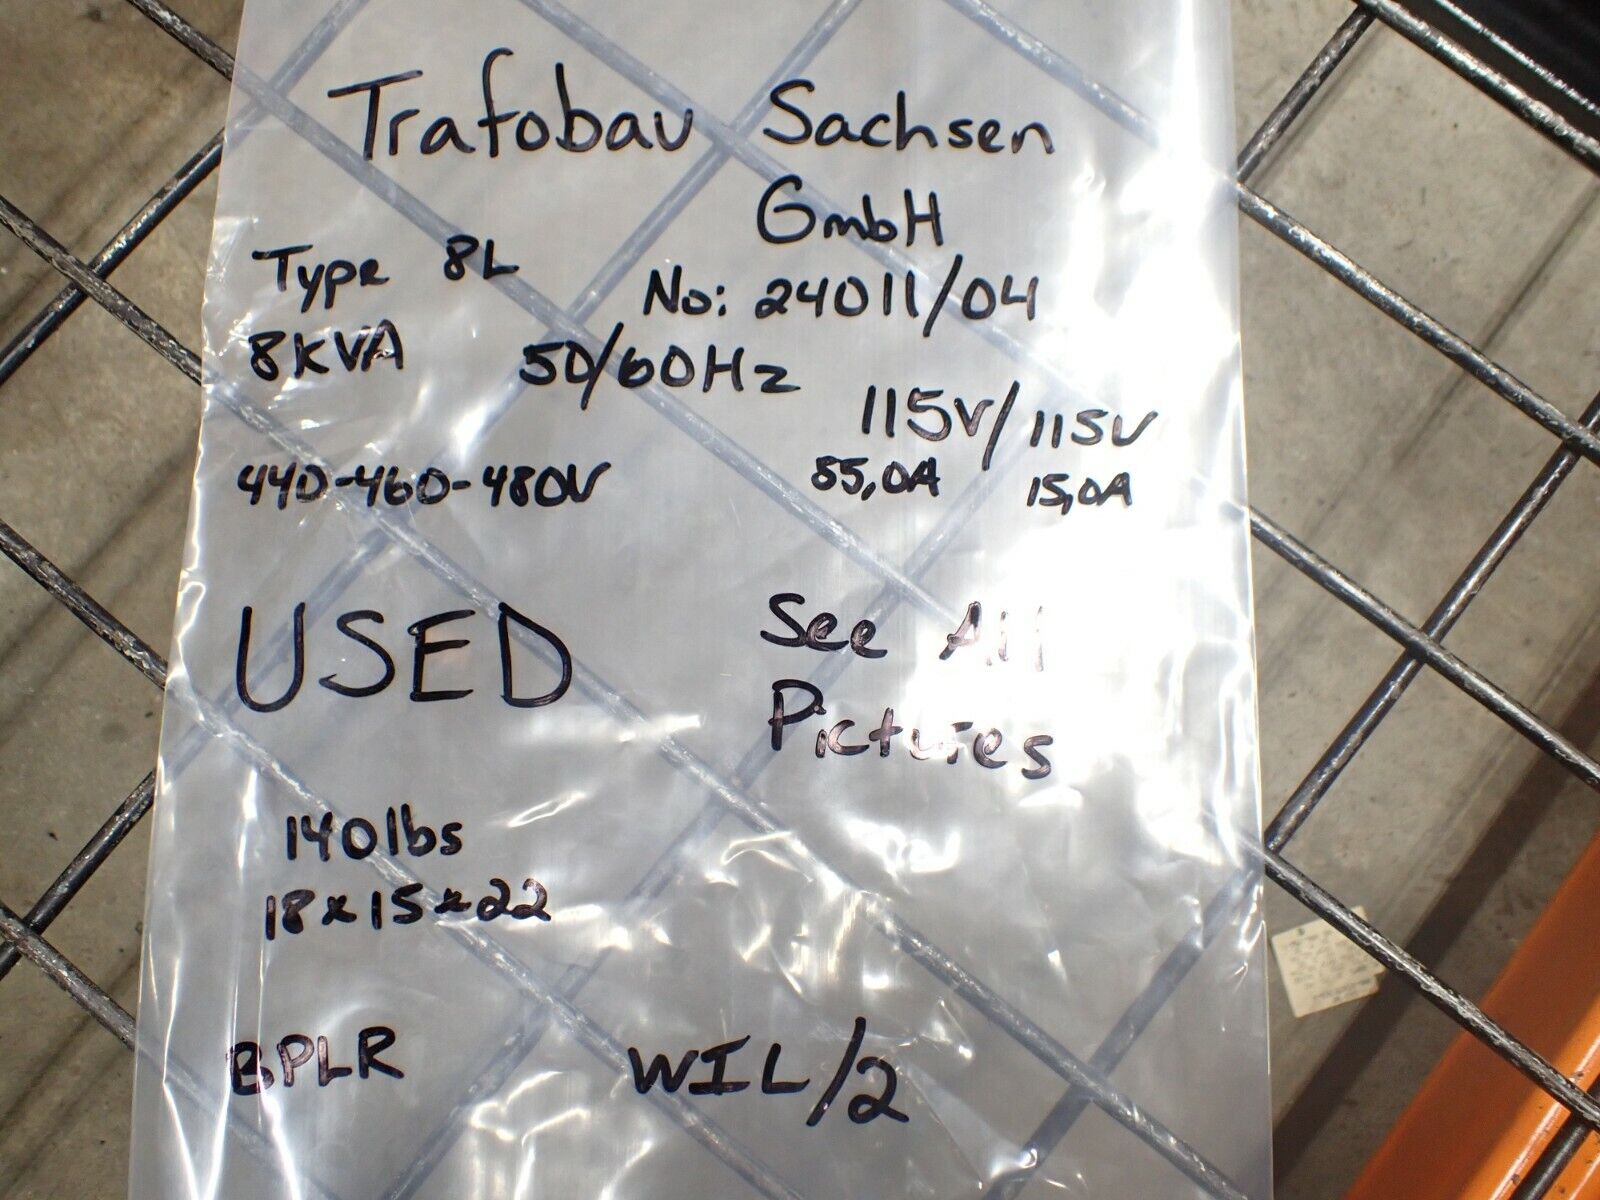 Trafobau Sachsen
GmbH
Type 8L No: 24011/04
8KVA 50/60Hz 115V/115V
440-460-480V 55,0A 15,0A
USED See All
Pictures
140lbs
18x15x22
BPLR WIL/2